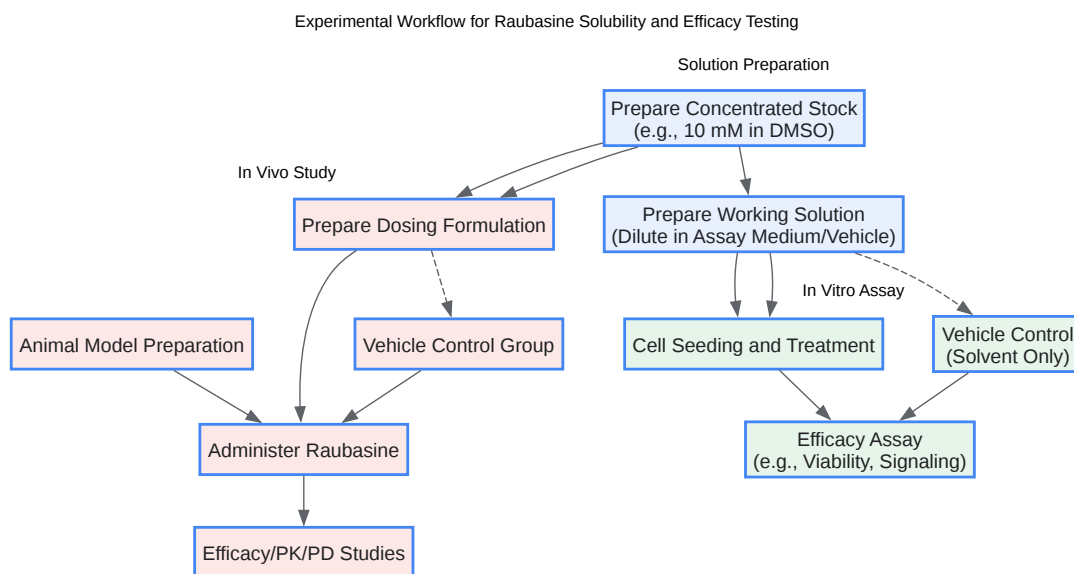 Experimental Workflow for Raubasine Solubility and Efficacy Testing
Solution Preparation
Prepare Concentrated Stock
(e.g., 10 mM in DMSO)
In Vivo Study
Prepare Dosing Formulation
Prepare Working Solution
(Dilute in Assay Medium/Vehicle)
In Vitro Assay
Animal Model Preparation
Vehicle Control Group
Cell Seeding and Treatment
Vehicle Control
(Solvent Only)
Administer Raubasine
Efficacy Assay
(e.g., Viability, Signaling)
Efficacy/PK/PD Studies